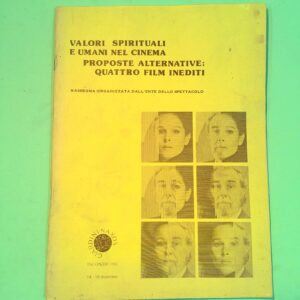 VALORI SPIRITUALI
E UMANI NEL CINEMA
PROPOSTE ALTERNATIVE:
QUATTRO FILM INEDITI
RASSEGNA ORGANIZZATA DALL'ENTE DELLO SPETTACOLO